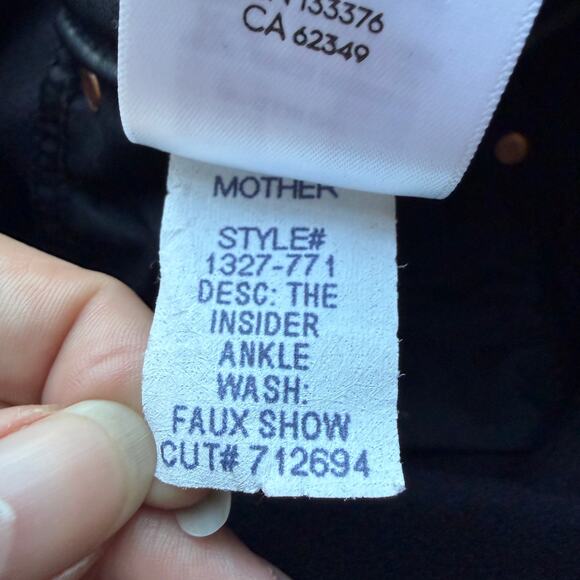 133376
CA 62349
MOTHER
STYLE#
1327-771
DESC: THE
INSIDER
ANKLE
WASH:
FAUX SHOW
CUT# 712694